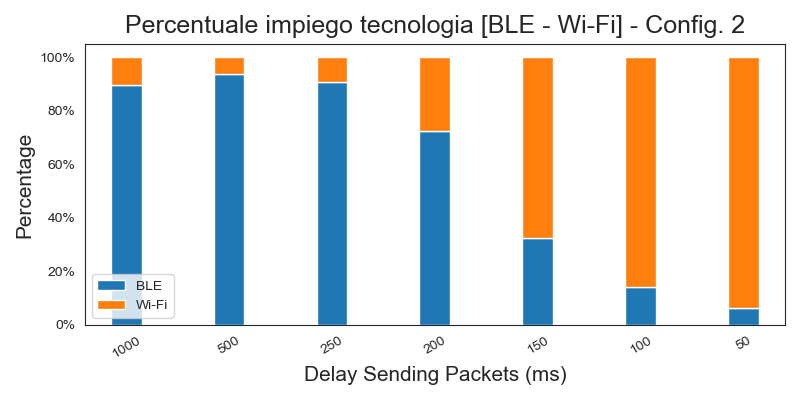 Percentuale impiego tecnologia [BLE - Wi-Fi] - Config. 2
Percentage
100%
80%
60%
40%
20%
0%
BLE
Wi-Fi
1000 500 250 200 150 100 50
Delay Sending Packets (ms)